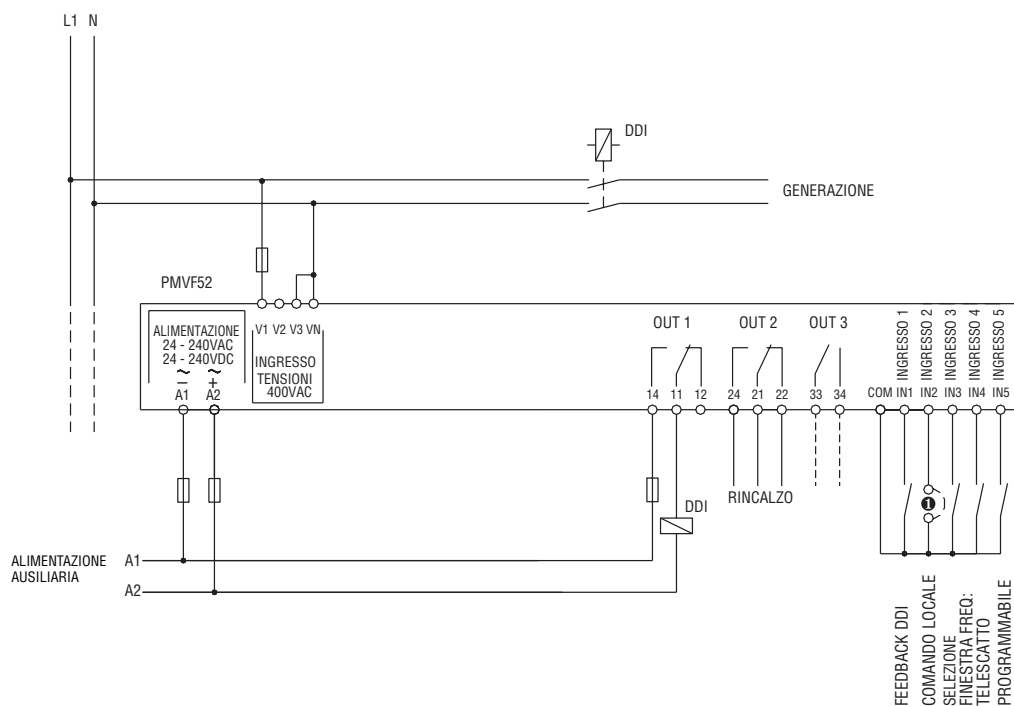 L1 N
DDI
GENERAZIONE
PMVF52
ALIMENTAZIONE
24 - 240VAC
24 - 240VDC
~ ~
– +
A1 A2
V1 V2 V3 VN
INGRESSO
TENSIONI
400VAC
OUT 1
OUT 2
OUT 3
14 11 12
24 21 22
33 34
INGRESSO 1
INGRESSO 2
INGRESSO 3
INGRESSO 4
INGRESSO 5
COM IN1 IN2 IN3 IN4 IN5
RINCALZO
DDI
1
ALIMENTAZIONE
AUSILIARIA
A1
A2
FEEDBACK DDI
COMANDO LOCALE
SELEZIONE
FINESTRA FREQ:
TELESCATTO
PROGRAMMABILE